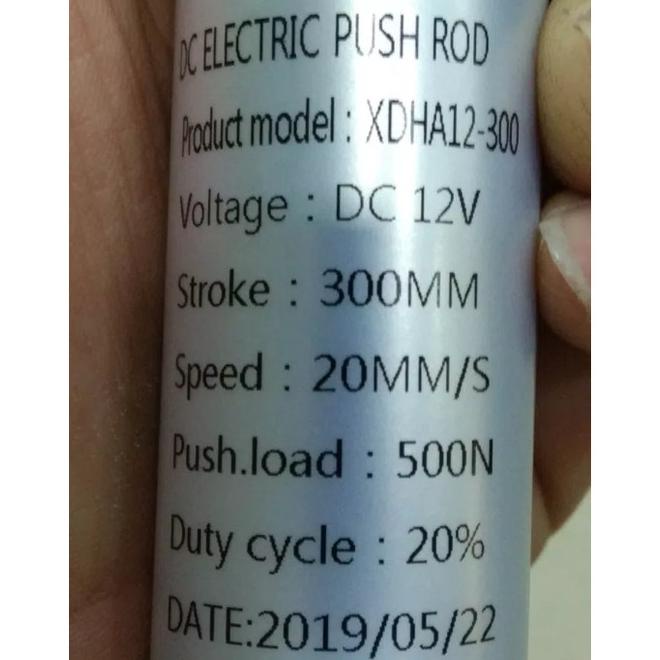 DC ELECTRIC PUSH ROD
Product model : XDHA12-300
Voltage : DC 12V
Stroke : 300MM
Speed : 20MM/S
Push.load : 500N
Duty cycle : 20%
DATE:2019/05/22